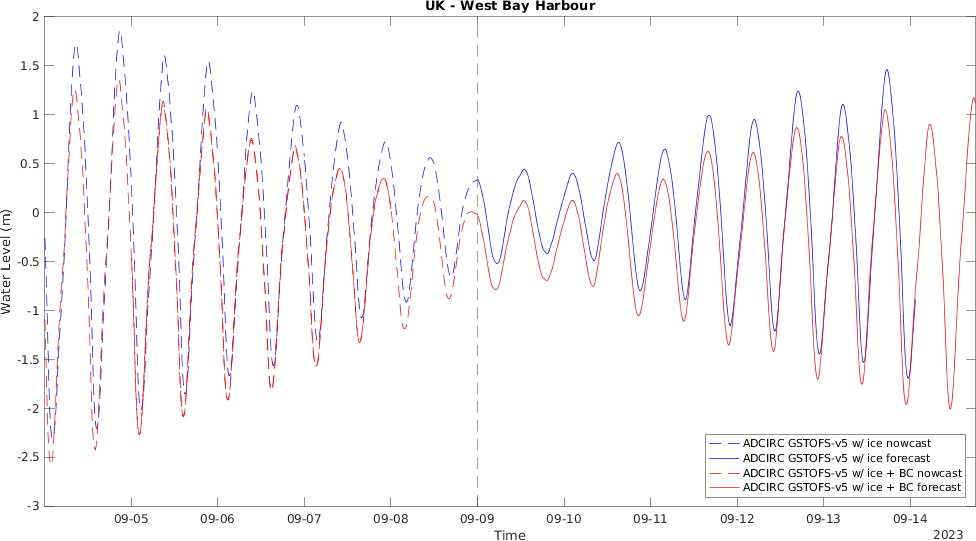 UK - West Bay Harbour
2
1.5
1
0.5
0
-0.5
-1
-1.5
-2
-2.5
-3
Water Level (m)
ADCIRC GSTOFS-v5 w/ ice nowcast
ADCIRC GSTOFS-v5 w/ ice forecast
ADCIRC GSTOFS-v5 w/ ice + BC nowcast
ADCIRC GSTOFS-v5 w/ ice + BC forecast
09-05 09-06 09-07 09-08 09-09 09-10 09-11 09-12 09-13 09-14
Time
2023